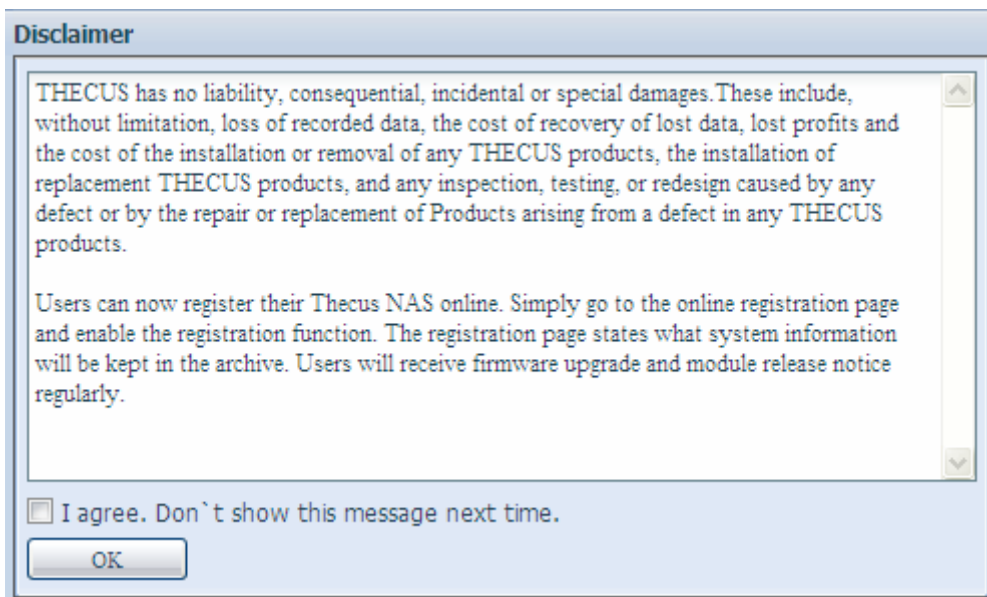 Disclaimer
THECUS has no liability, consequential, incidental or special damages.These include,
without limitation, loss of recorded data, the cost of recovery of lost data, lost profits and
the cost of the installation or removal of any THECUS products, the installation of
replacement THECUS products, and any inspection, testing, or redesign caused by any
defect or by the repair or replacement of Products arising from a defect in any THECUS
products.
Users can now register their Thecus NAS online. Simply go to the online registration page
and enable the registration function. The registration page states what system information
will be kept in the archive. Users will receive firmware upgrade and module release notice
regularly.
I agree. Don`t show this message next time.
OK